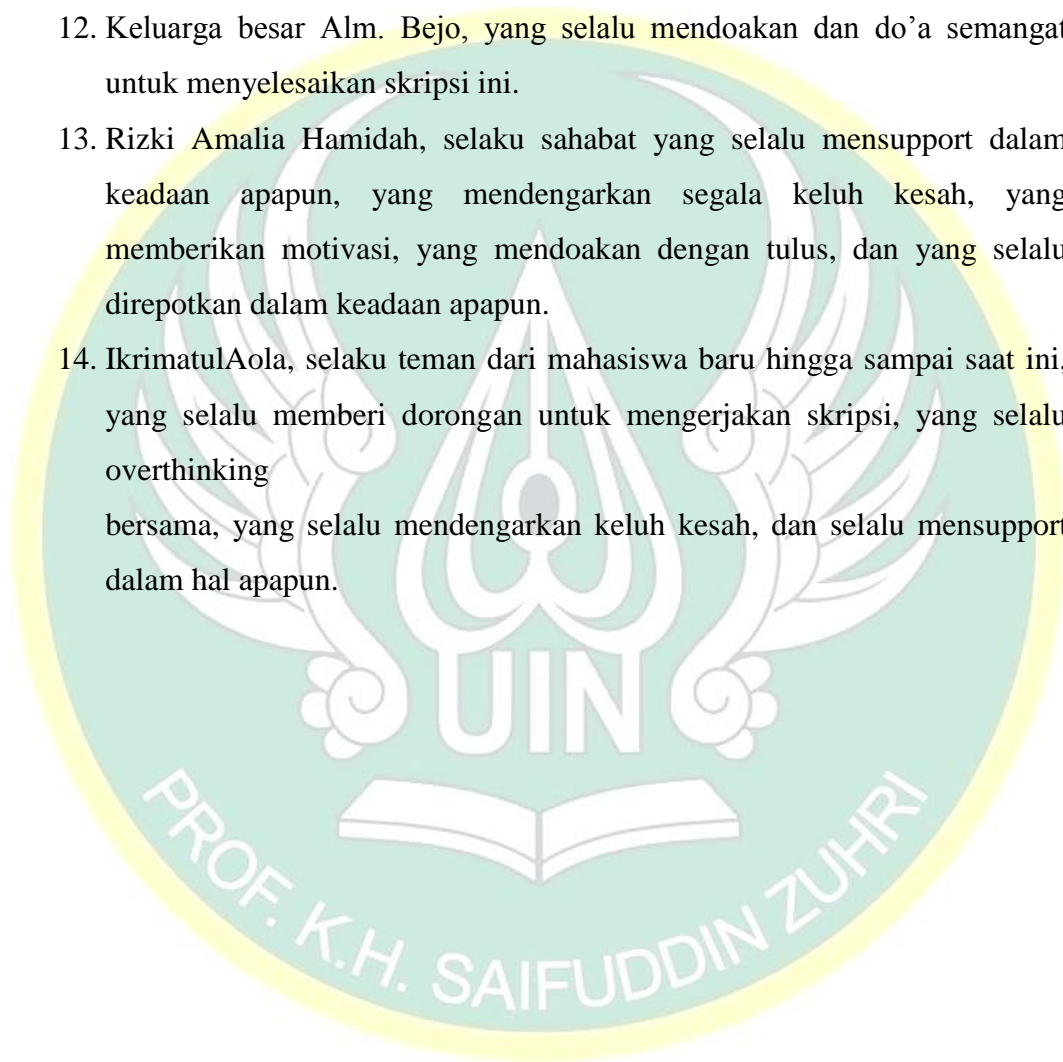 12. Keluarga besar Alm. Bejo, yang selalu mendoakan dan do’a semangat
untuk menyelesaikan skripsi ini.
13. Rizki Amalia Hamidah, selaku sahabat yang selalu mensupport dalam
keadaan apapun, yang mendengarkan segala keluh kesah, yang
memberikan motivasi, yang mendoakan dengan tulus, dan yang selalu
direpotkan dalam keadaan apapun.
14. IkrimatulAola, selaku teman dari mahasiswa baru hingga sampai saat ini,
yang selalu memberi dorongan untuk mengerjakan skripsi, yang selalu
overthinking
bersama, yang selalu mendengarkan keluh kesah, dan selalu mensupport
dalam hal apapun.
UIN
PROF. K.H. SAIFUDDIN ZUHRI